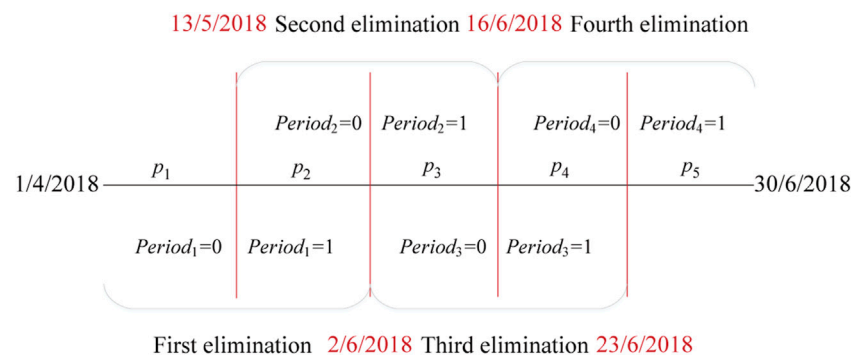 13/5/2018 Second elimination 16/6/2018 Fourth elimination
Period2=0 Period2=1 Period4=0 Period4=1
1/4/2018 p1 p2 p3 p4 p5 30/6/2018
Period1=0 Period1=1 Period3=0 Period3=1
First elimination 2/6/2018 Third elimination 23/6/2018